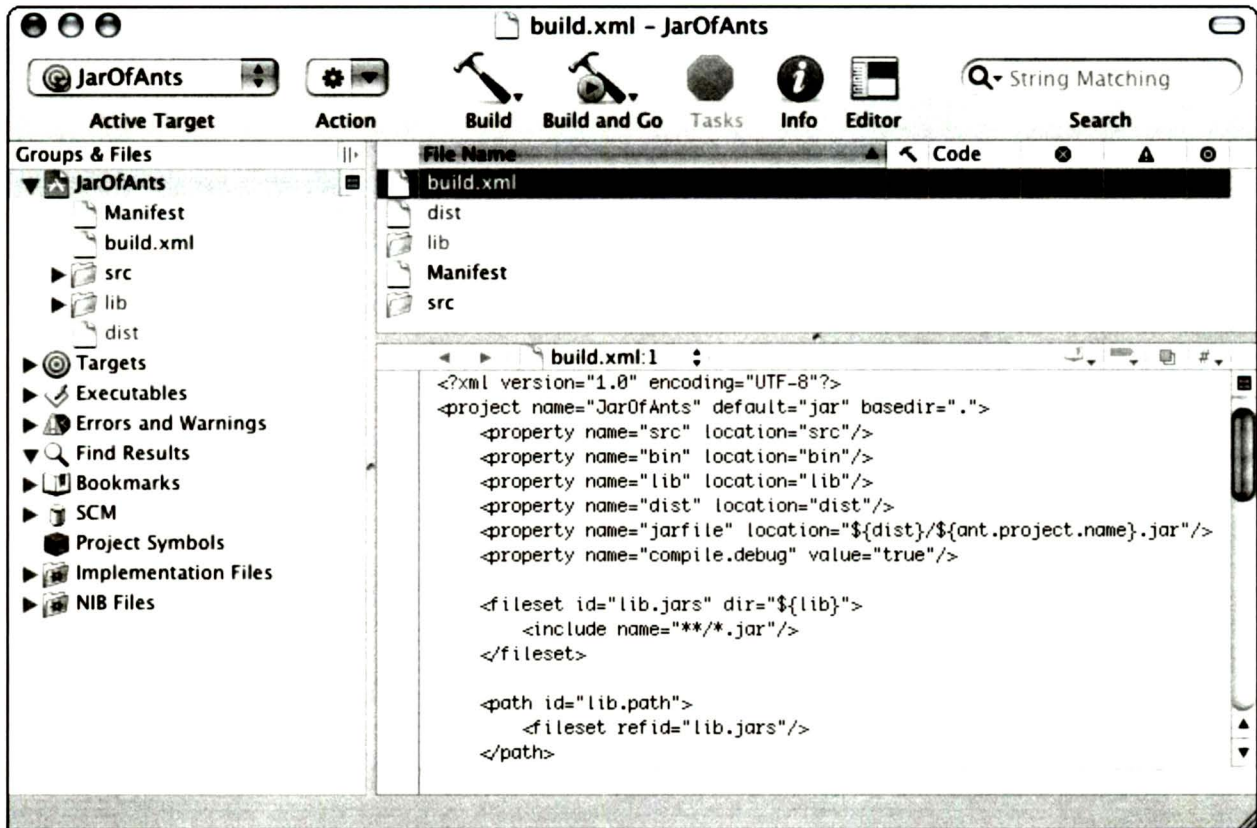 build.xml – JarOfAnts
JarOfAnts
String Matching
Active Target
Action
Build
Build and Go
Tasks
Info
Editor
Search
Groups & Files
JarOfAnts
Manifest
build.xml
src
lib
dist
Targets
Executables
Errors and Warnings
Find Results
Bookmarks
SCM
Project Symbols
Implementation Files
NIB Files
File Name
Code
build.xml
dist
lib
Manifest
src
build.xml:1
#
<?xml version="1.0" encoding="UTF-8"?>
<project name="JarOfAnts" default="jar" basedir=".">
    <property name="src" location="src"/>
    <property name="bin" location="bin"/>
    <property name="lib" location="lib"/>
    <property name="dist" location="dist"/>
    <property name="jarfile" location="${dist}/${ant.project.name}.jar"/>
    <property name="compile.debug" value="true"/>
    <fileset id="lib.jars" dir="${lib}">
        <include name="**/*.jar"/>
    </fileset>
    <path id="lib.path">
        <fileset refid="lib.jars"/>
    </path>